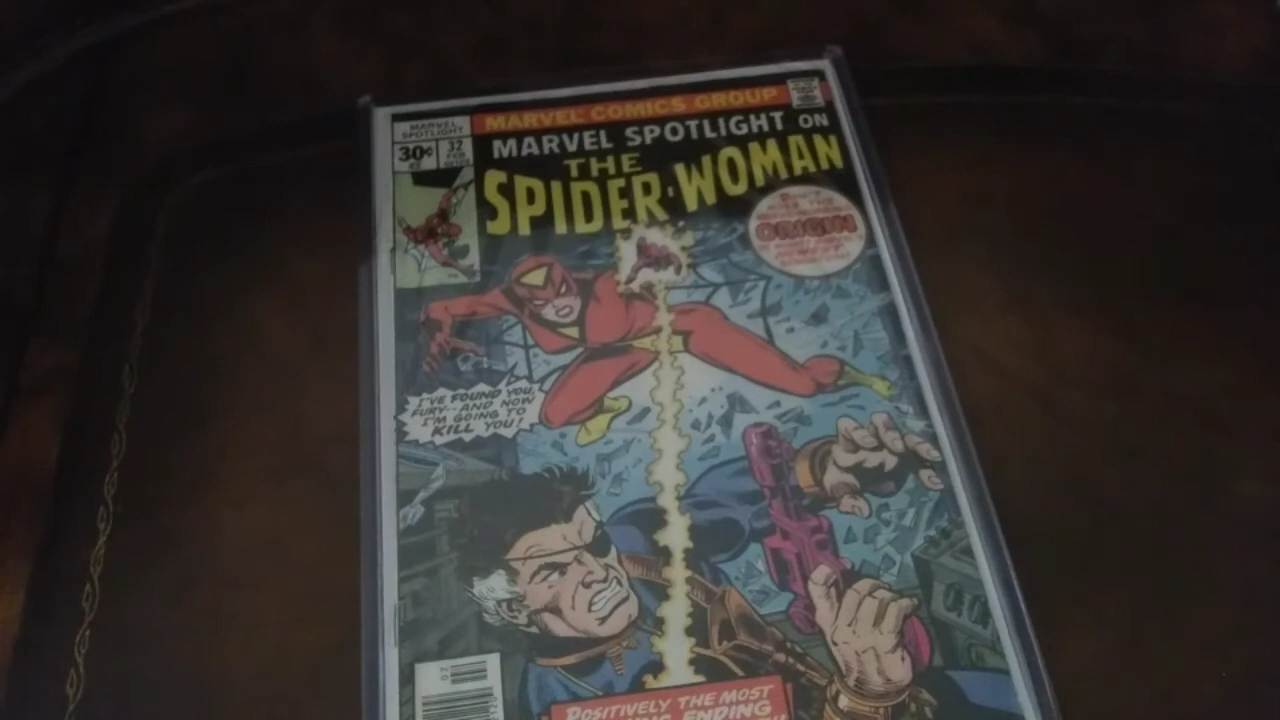 MARVEL COMICS GROUP
MARVEL SPOTLIGHT
30¢
32
FEB
MARVEL SPOTLIGHT ON
THE
SPIDER-WOMAN
ORIGIN
I'VE FOUND YOU,
FURY--AND NOW
I'M GOING TO
KILL YOU!
02
POSITIVELY THE MOST
ENDING